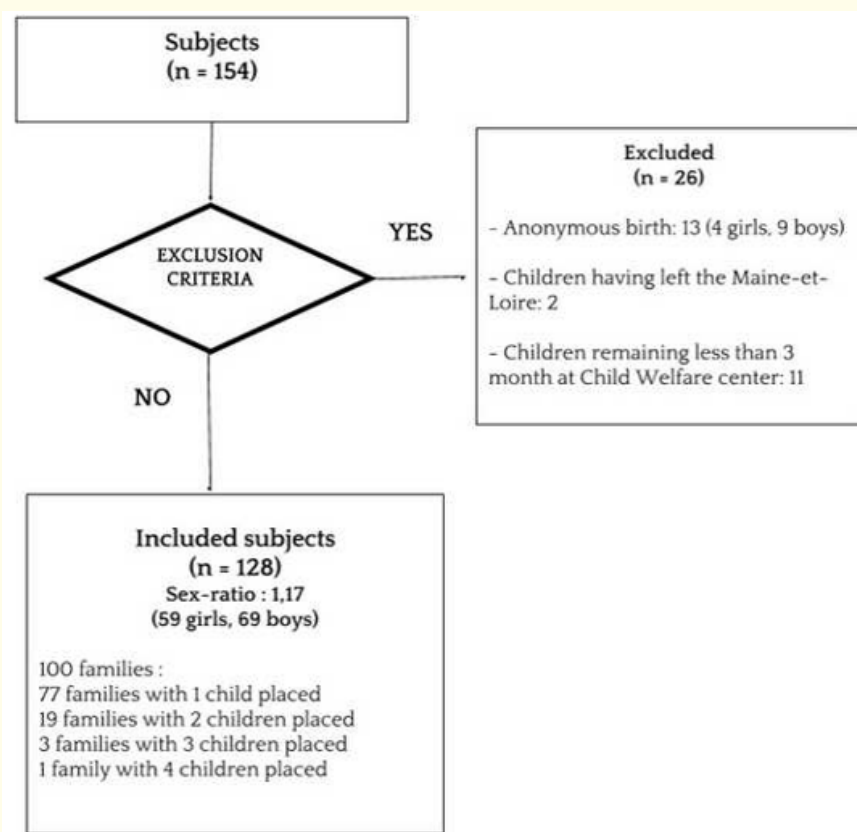 Subjects
(n = 154)
EXCLUSION
CRITERIA
YES
Excluded
(n = 26)
- Anonymous birth: 13 (4 girls, 9 boys)
- Children having left the Maine-et-
Loire: 2
- Children remaining less than 3
month at Child Welfare center: 11
NO
Included subjects
(n = 128)
Sex-ratio : 1,17
(59 girls, 69 boys)
100 families :
77 families with 1 child placed
19 families with 2 children placed
3 families with 3 children placed
1 family with 4 children placed